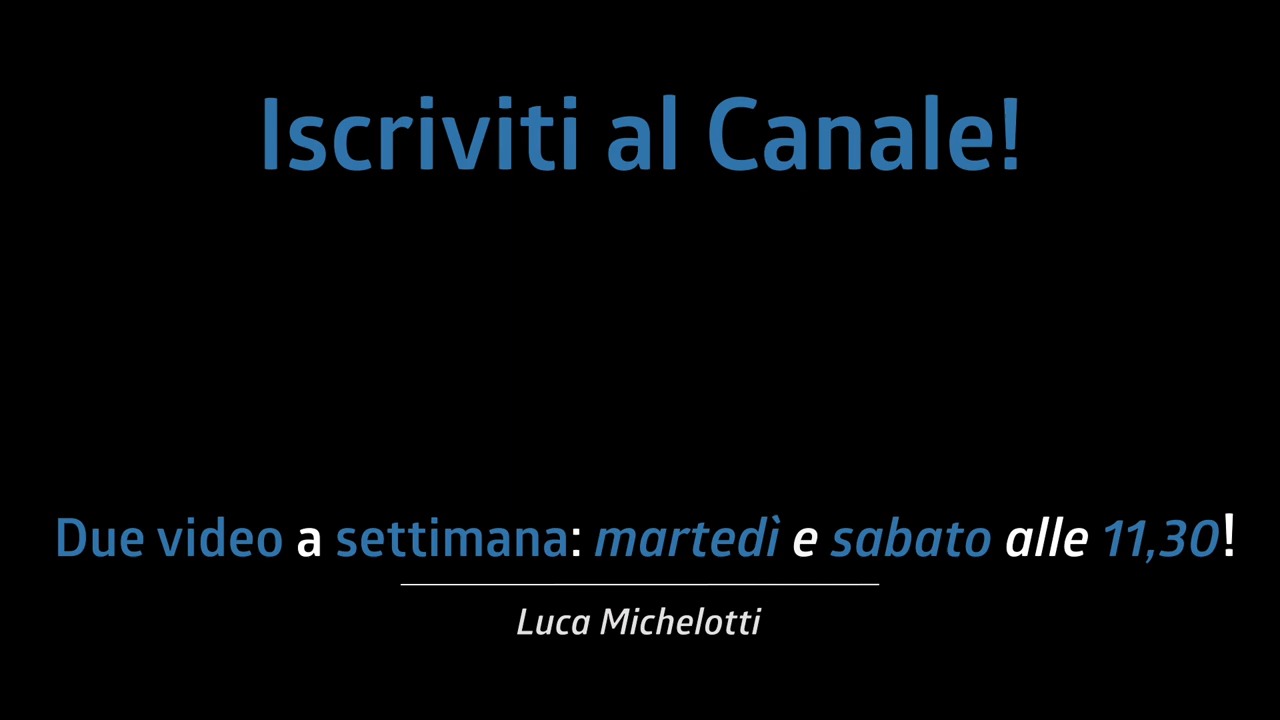 Iscriviti al Canale!
Due video a settimana: martedì e sabato alle 11,30!
Luca Michelotti